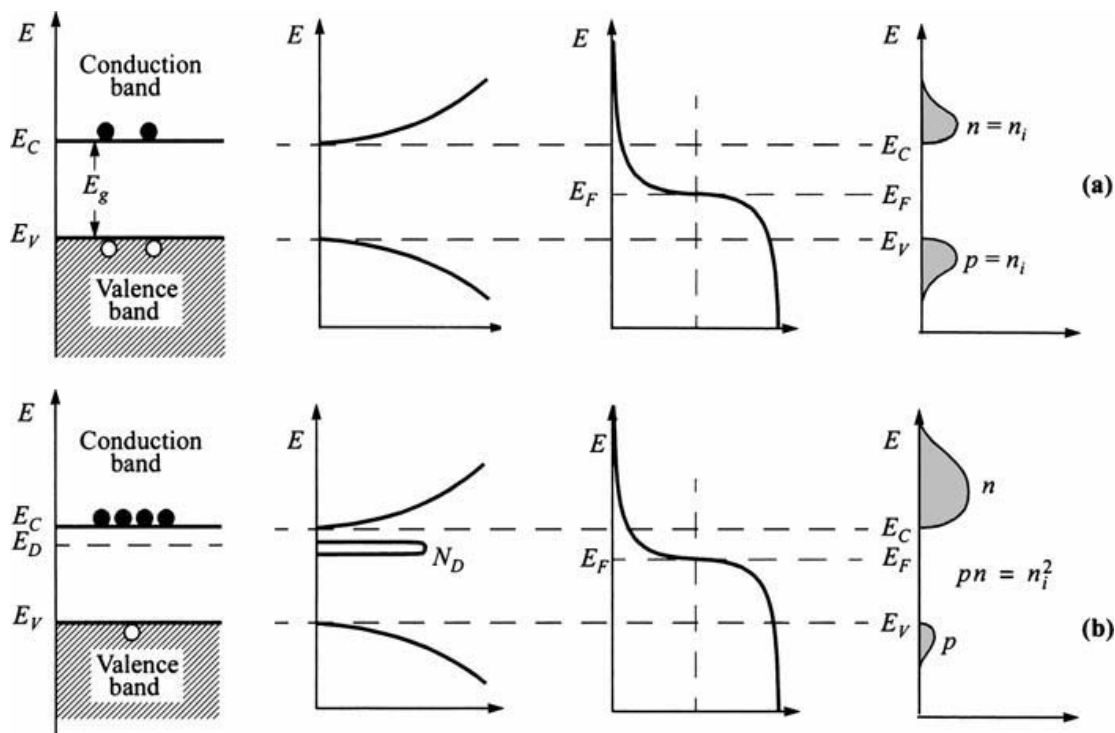 E
Conduction
band
E_C
E_g
E_V
Valence
band
E
E
E_F
E
n = n_i
E_C
E_F
E_V
p = n_i
(a)
E
Conduction
band
E_C
E_D
E_V
Valence
band
E
N_D
E
E_F
E
n
E_C
E_F
pn = n_i^2
E_V
p
(b)